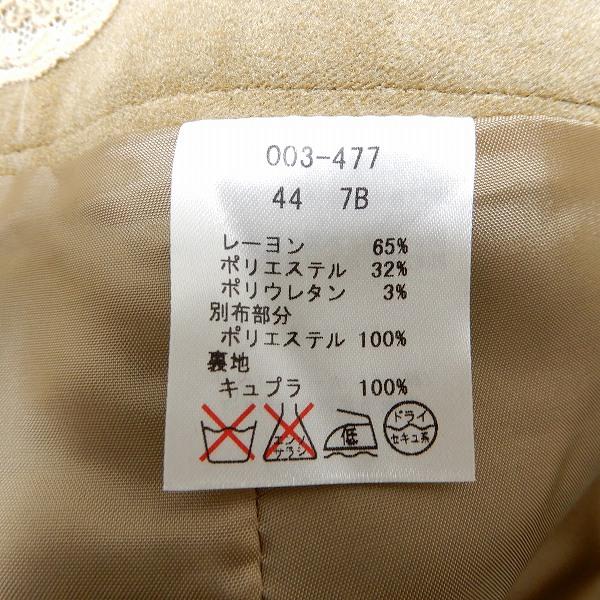 003-477
44 7B
レーヨン 65%
ポリエステル 32%
ポリウレタン 3%
別布部分
ポリエステル 100%
裏地
キュプラ 100%
エンソ
サラシ
低
ドライ
セキユ系